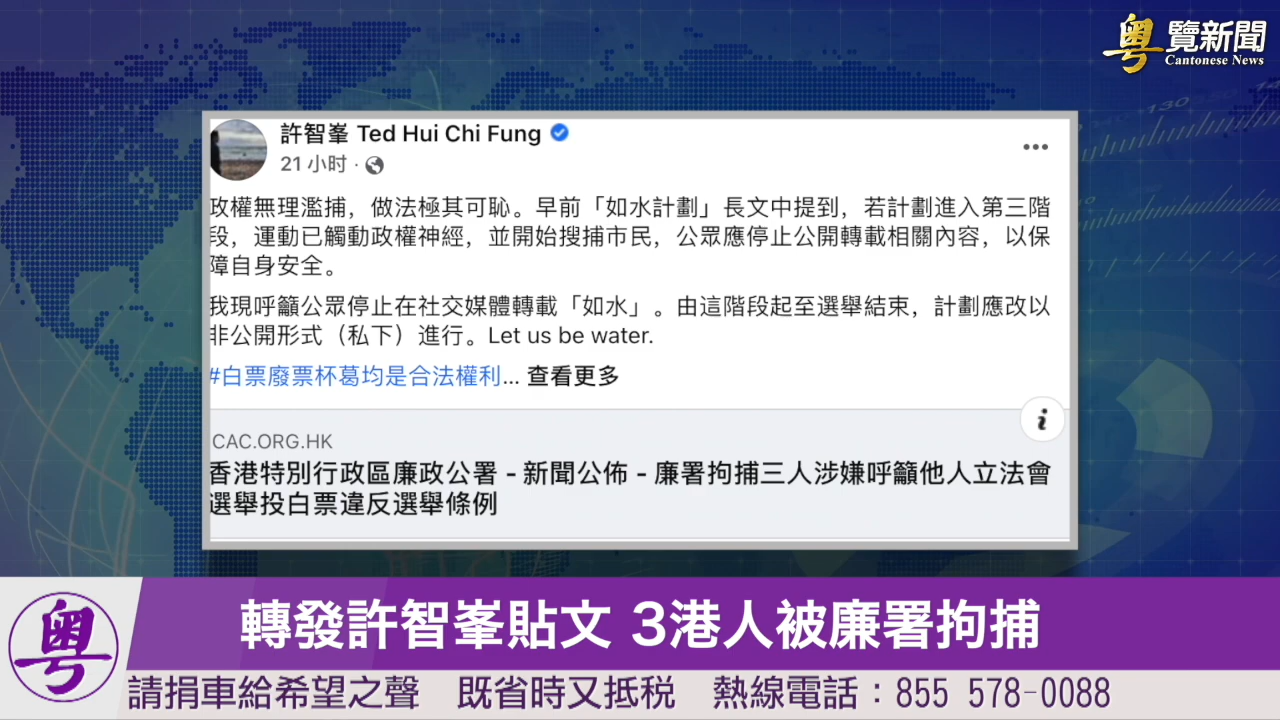 粤覽新聞
Cantonese News
130
許智峯 Ted Hui Chi Fung
21 小时
政權無理濫捕，做法極其可恥。早前「如水計劃」長文中提到，若計劃進入第三階
段，運動已觸動政權神經，並開始搜捕市民，公眾應停止公開轉載相關內容，以保
障自身安全。
我現呼籲公眾停止在社交媒體轉載「如水」。由這階段起至選舉結束，計劃應改以
非公開形式（私下）進行。Let us be water.
#白票廢票杯葛均是合法權利... 查看更多
CAC.ORG.HK
香港特別行政區廉政公署 - 新聞公佈 - 廉署拘捕三人涉嫌呼籲他人立法會
選舉投白票違反選舉條例
轉發許智峯貼文 3港人被廉署拘捕
粤
請捐車給希望之聲 既省時又抵税 熱線電話：855 578-0088